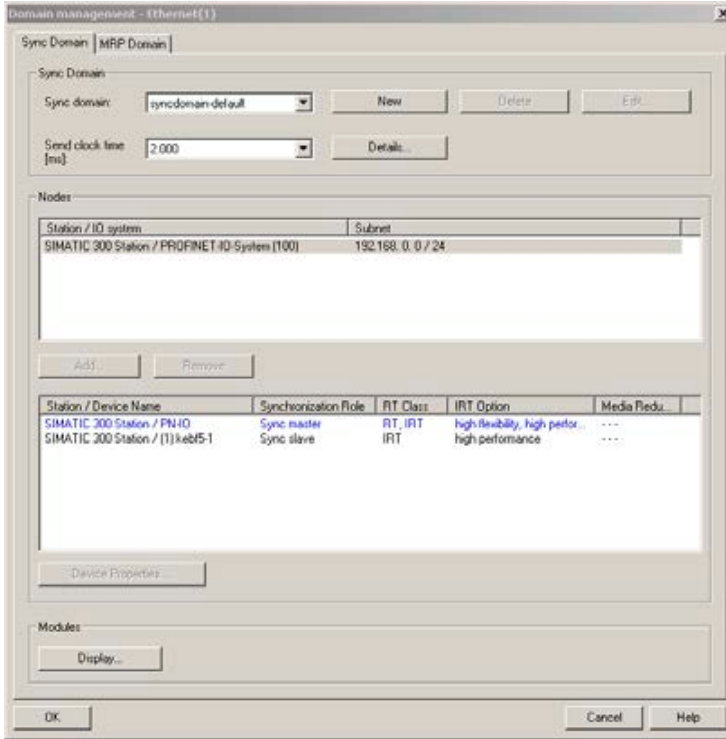 Domain management - Ethernet(1)
Sync Domain MRP Domain
Sync Domain
Sync domain: syncdomain-default New Delete Edit...
Send clock time [ms]: 2.000 Details...
Nodes
Station / IO system Subnet
SIMATIC 300 Station / PROFINET-IO-System (100) 192.168. 0. 0 / 24
Add... Remove
Station / Device Name Synchronization Role RT Class IRT Option Media Redu...
SIMATIC 300 Station / PN-IO Sync master RT, IRT high flexibility, high perfor... ---
SIMATIC 300 Station / (1) kebf5-1 Sync slave IRT high performance
Device Properties...
Modules
Display...
OK Cancel Help